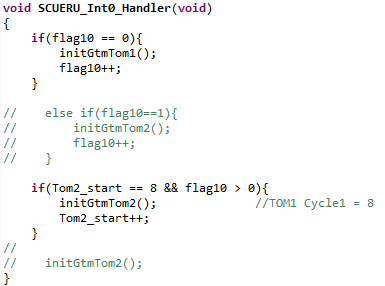 void SCUERU_Int0_Handler(void)
{
    if(flag10 == 0){
        initGtmTom1();
        flag10++;
    }
//    else if(flag10==1){
//        initGtmTom2();
//        flag10++;
//    }
    if(Tom2_start == 8 && flag10 > 0){
        initGtmTom2();              //TOM1 Cycle1 = 8
        Tom2_start++;
    }
//
//    initGtmTom2();
}